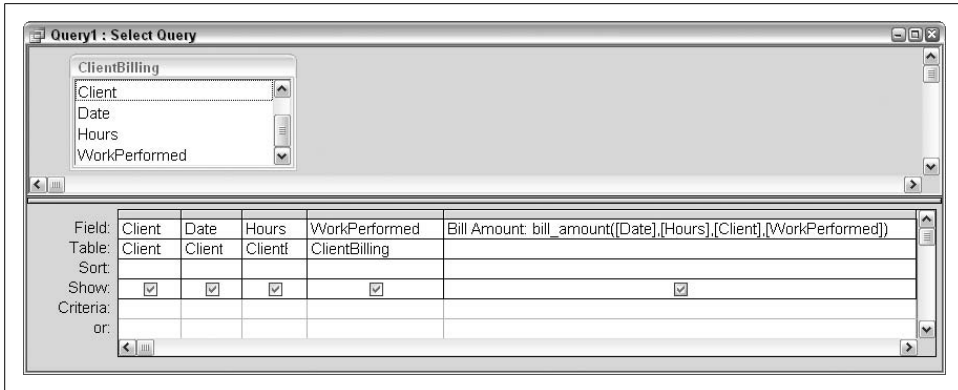 Query1 : Select Query
ClientBilling
Client
Date
Hours
WorkPerformed
Field: Client Date Hours WorkPerformed Bill Amount: bill_amount([Date],[Hours],[Client],[WorkPerformed])
Table: Client Client Client ClientBilling
Sort:
Show:
Criteria:
or: